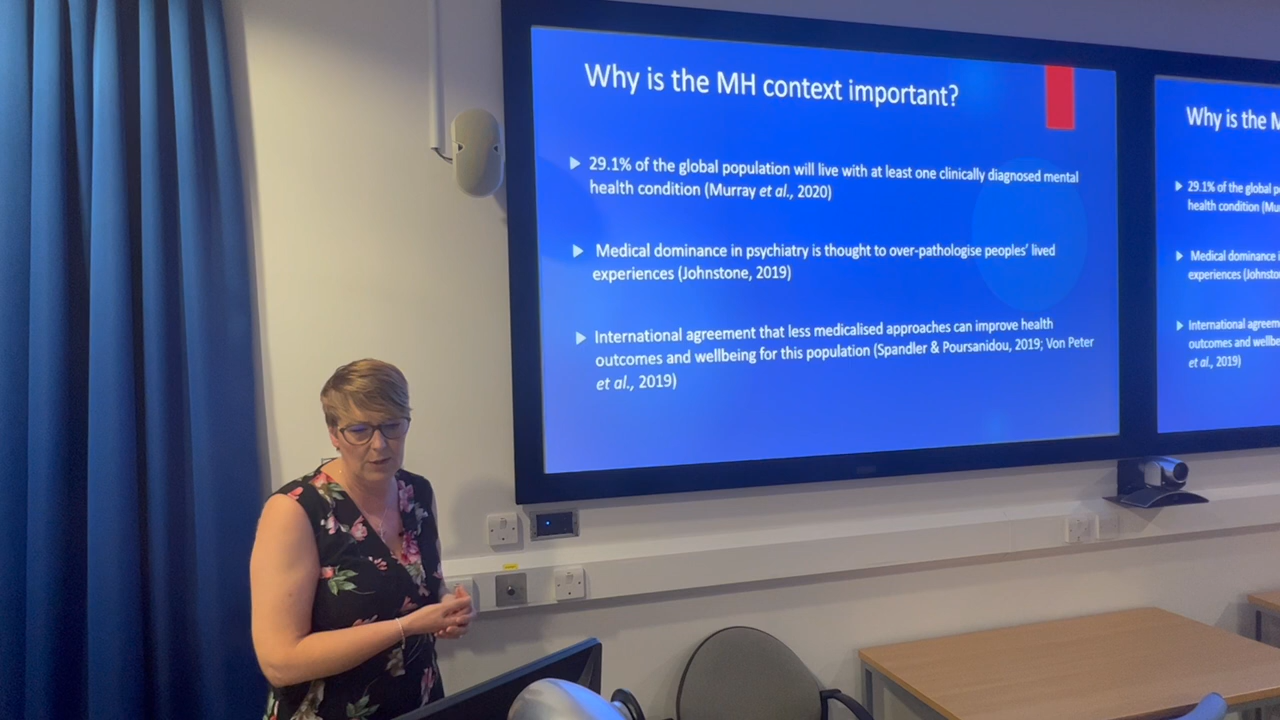 Why is the MH context important?
29.1% of the global population will live with at least one clinically diagnosed mental
health condition (Murray et al., 2020)
Medical dominance in psychiatry is thought to over-pathologise peoples' lived
experiences (Johnstone, 2019)
International agreement that less medicalised approaches can improve health
outcomes and wellbeing for this population (Spandler & Poursanidou, 2019; Von Peter
et al., 2019)
Why is the M
29.1% of the global p
health condition (Mu
Medical dominance i
experiences (Johnsto
International agreem
outcomes and wellbe
et al., 2019)